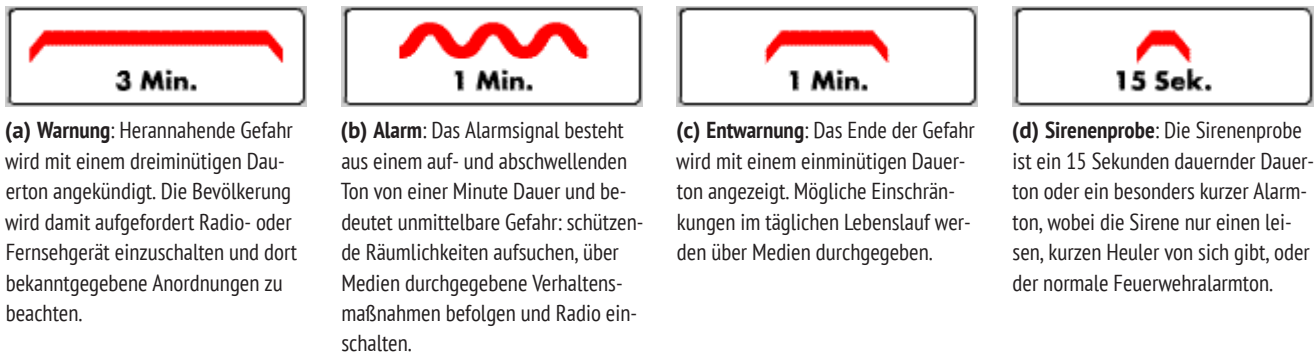 3 Min.
(a) Warnung: Herannahende Gefahr
wird mit einem dreiminütigen Dau-
erton angekündigt. Die Bevölkerung
wird damit aufgefordert Radio- oder
Fernsehgerät einzuschalten und dort
bekanntgegebene Anordnungen zu
beachten.
1 Min.
(b) Alarm: Das Alarmsignal besteht
aus einem auf- und abschwellenden
Ton von einer Minute Dauer und be-
deutet unmittelbare Gefahr: schützen-
de Räumlichkeiten aufsuchen, über
Medien durchgegebene Verhaltens-
maßnahmen befolgen und Radio ein-
schalten.
1 Min.
(c) Entwarnung: Das Ende der Gefahr
wird mit einem einminütigen Dauer-
ton angezeigt. Mögliche Einschrän-
kungen im täglichen Lebenslauf wer-
den über Medien durchgegeben.
15 Sek.
(d) Sirenenprobe: Die Sirenenprobe
ist ein 15 Sekunden dauernder Dauer-
ton oder ein besonders kurzer Alarm-
ton, wobei die Sirene nur einen lei-
sen, kurzen Heuler von sich gibt, oder
der normale Feuerwehralarmton.